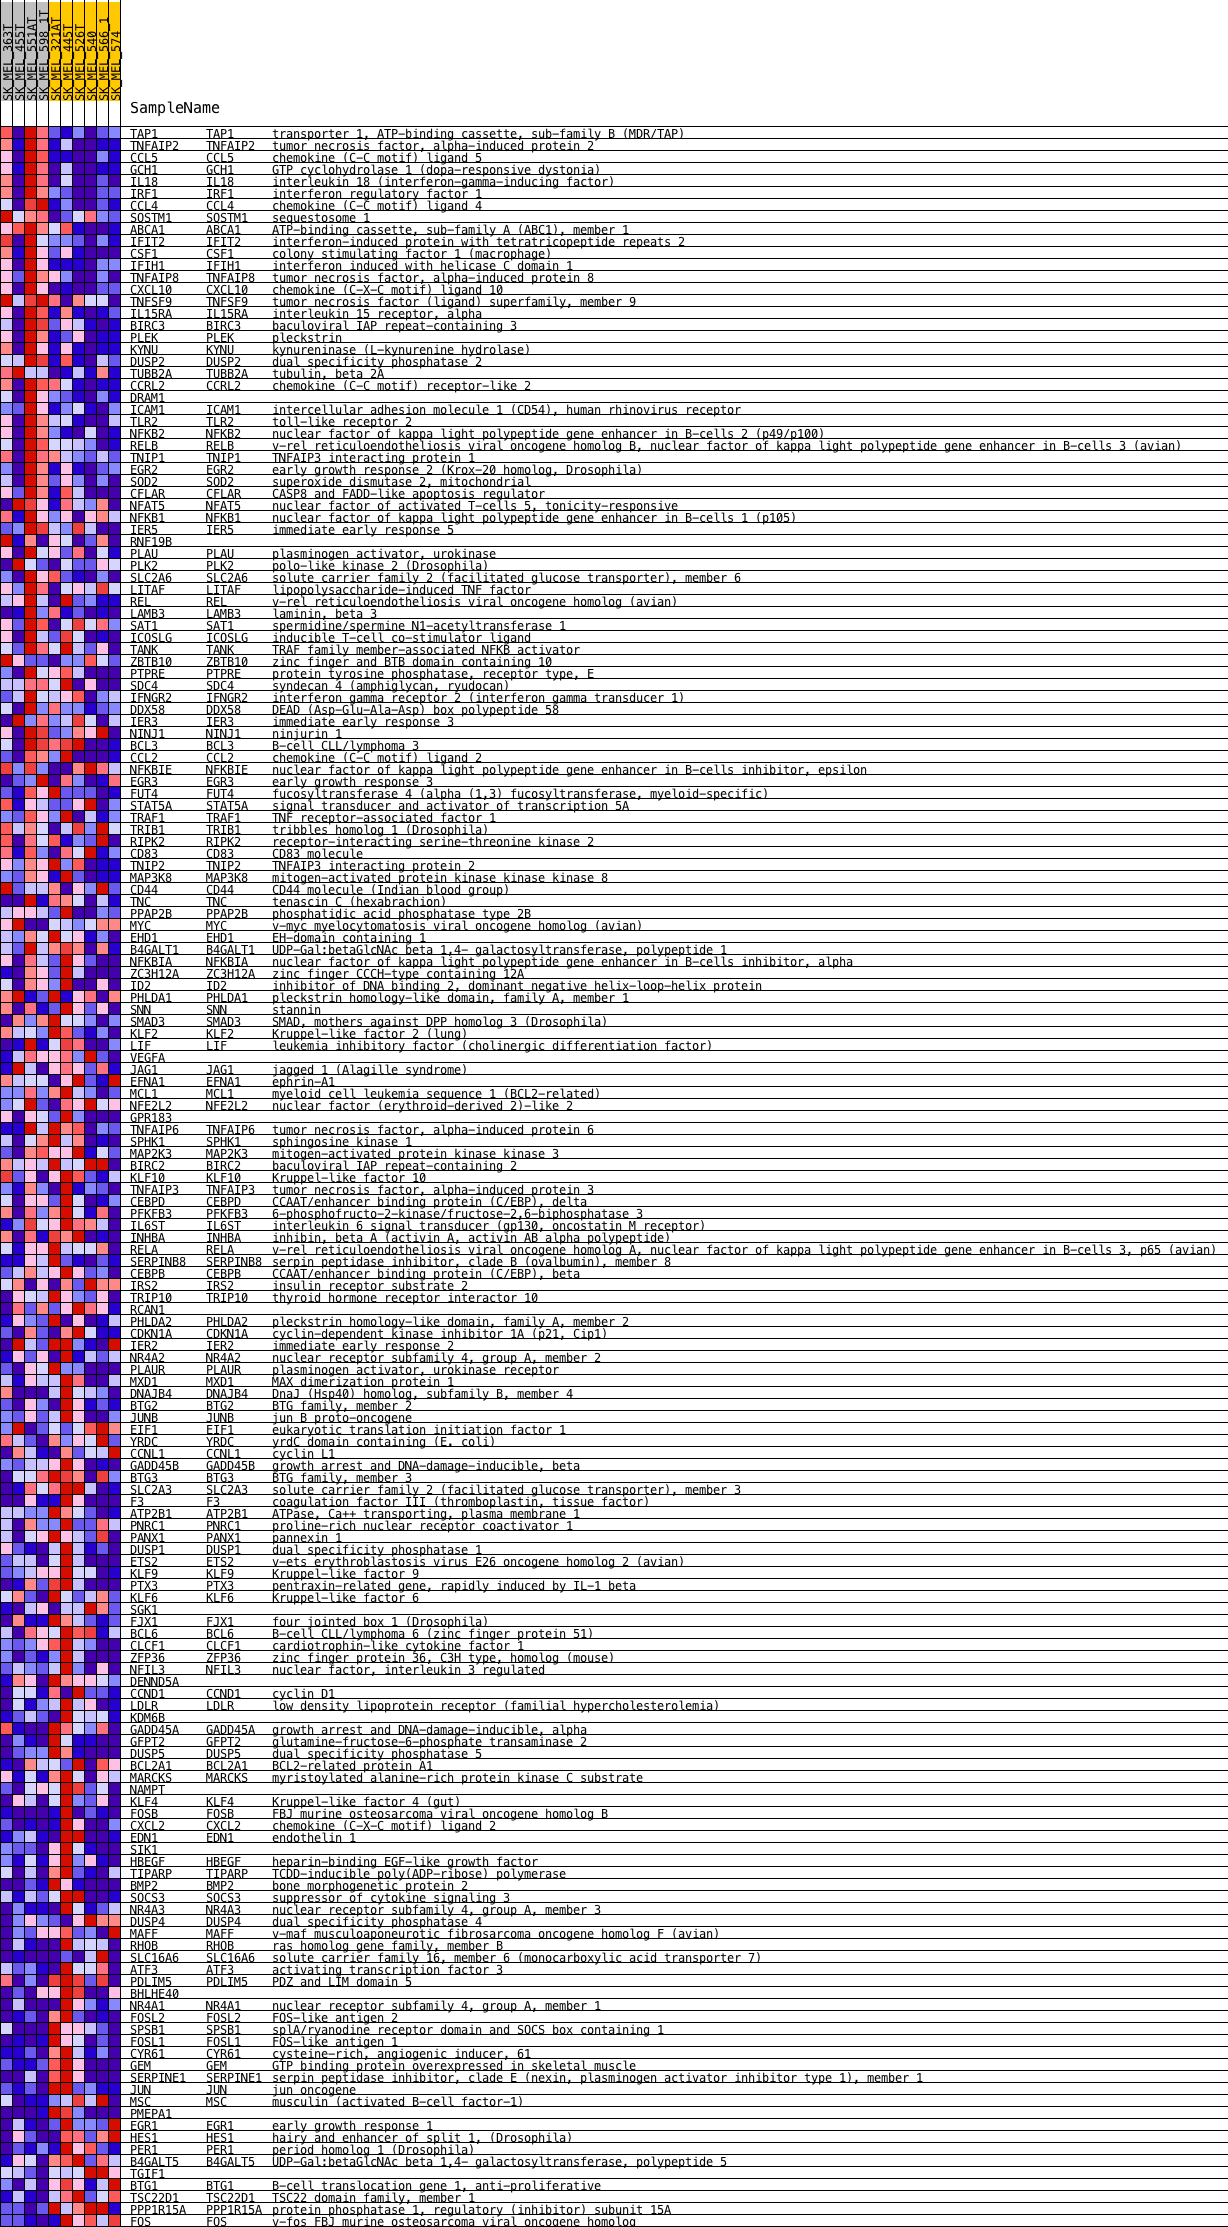 SK_MEL_363T
SK_MEL_455T
SK_MEL_551AT
SK_MEL_598_1T
SK_MEL_321AT
SK_MEL_445T
SK_MEL_526T
SK_MEL_540
SK_MEL_566_1
SK_MEL_574
SampleName
TAP1 TAP1 transporter 1, ATP-binding cassette, sub-family B (MDR/TAP)
TNFAIP2 TNFAIP2 tumor necrosis factor, alpha-induced protein 2
CCL5 CCL5 chemokine (C-C motif) ligand 5
GCH1 GCH1 GTP cyclohydrolase 1 (dopa-responsive dystonia)
IL18 IL18 interleukin 18 (interferon-gamma-inducing factor)
IRF1 IRF1 interferon regulatory factor 1
CCL4 CCL4 chemokine (C-C motif) ligand 4
SQSTM1 SQSTM1 sequestosome 1
ABCA1 ABCA1 ATP-binding cassette, sub-family A (ABC1), member 1
IFIT2 IFIT2 interferon-induced protein with tetratricopeptide repeats 2
CSF1 CSF1 colony stimulating factor 1 (macrophage)
IFIH1 IFIH1 interferon induced with helicase C domain 1
TNFAIP8 TNFAIP8 tumor necrosis factor, alpha-induced protein 8
CXCL10 CXCL10 chemokine (C-X-C motif) ligand 10
TNFSF9 TNFSF9 tumor necrosis factor (ligand) superfamily, member 9
IL15RA IL15RA interleukin 15 receptor, alpha
BIRC3 BIRC3 baculoviral IAP repeat-containing 3
PLEK PLEK pleckstrin
KYNU KYNU kynureninase (L-kynurenine hydrolase)
DUSP2 DUSP2 dual specificity phosphatase 2
TUBB2A TUBB2A tubulin, beta 2A
CCRL2 CCRL2 chemokine (C-C motif) receptor-like 2
DRAM1
ICAM1 ICAM1 intercellular adhesion molecule 1 (CD54), human rhinovirus receptor
TLR2 TLR2 toll-like receptor 2
NFKB2 NFKB2 nuclear factor of kappa light polypeptide gene enhancer in B-cells 2 (p49/p100)
RELB RELB v-rel reticuloendotheliosis viral oncogene homolog B, nuclear factor of kappa light polypeptide gene enhancer in B-cells 3 (avian)
TNIP1 TNIP1 TNFAIP3 interacting protein 1
EGR2 EGR2 early growth response 2 (Krox-20 homolog, Drosophila)
SOD2 SOD2 superoxide dismutase 2, mitochondrial
CFLAR CFLAR CASP8 and FADD-like apoptosis regulator
NFAT5 NFAT5 nuclear factor of activated T-cells 5, tonicity-responsive
NFKB1 NFKB1 nuclear factor of kappa light polypeptide gene enhancer in B-cells 1 (p105)
IER5 IER5 immediate early response 5
RNF19B
PLAU PLAU plasminogen activator, urokinase
PLK2 PLK2 polo-like kinase 2 (Drosophila)
SLC2A6 SLC2A6 solute carrier family 2 (facilitated glucose transporter), member 6
LITAF LITAF lipopolysaccharide-induced TNF factor
REL REL v-rel reticuloendotheliosis viral oncogene homolog (avian)
LAMB3 LAMB3 laminin, beta 3
SAT1 SAT1 spermidine/spermine N1-acetyltransferase 1
ICOSLG ICOSLG inducible T-cell co-stimulator ligand
TANK TANK TRAF family member-associated NFKB activator
ZBTB10 ZBTB10 zinc finger and BTB domain containing 10
PTPRE PTPRE protein tyrosine phosphatase, receptor type, E
SDC4 SDC4 syndecan 4 (amphiglycan, ryudocan)
IFNGR2 IFNGR2 interferon gamma receptor 2 (interferon gamma transducer 1)
DDX58 DDX58 DEAD (Asp-Glu-Ala-Asp) box polypeptide 58
IER3 IER3 immediate early response 3
NINJ1 NINJ1 ninjurin 1
BCL3 BCL3 B-cell CLL/lymphoma 3
CCL2 CCL2 chemokine (C-C motif) ligand 2
NFKBIE NFKBIE nuclear factor of kappa light polypeptide gene enhancer in B-cells inhibitor, epsilon
EGR3 EGR3 early growth response 3
FUT4 FUT4 fucosyltransferase 4 (alpha (1,3) fucosyltransferase, myeloid-specific)
STAT5A STAT5A signal transducer and activator of transcription 5A
TRAF1 TRAF1 TNF receptor-associated factor 1
TRIB1 TRIB1 tribbles homolog 1 (Drosophila)
RIPK2 RIPK2 receptor-interacting serine-threonine kinase 2
CD83 CD83 CD83 molecule
TNIP2 TNIP2 TNFAIP3 interacting protein 2
MAP3K8 MAP3K8 mitogen-activated protein kinase kinase kinase 8
CD44 CD44 CD44 molecule (Indian blood group)
TNC TNC tenascin C (hexabrachion)
PPAP2B PPAP2B phosphatidic acid phosphatase type 2B
MYC MYC v-myc myelocytomatosis viral oncogene homolog (avian)
EHD1 EHD1 EH-domain containing 1
B4GALT1 B4GALT1 UDP-Gal:betaGlcNAc beta 1,4- galactosyltransferase, polypeptide 1
NFKBIA NFKBIA nuclear factor of kappa light polypeptide gene enhancer in B-cells inhibitor, alpha
ZC3H12A ZC3H12A zinc finger CCCH-type containing 12A
ID2 ID2 inhibitor of DNA binding 2, dominant negative helix-loop-helix protein
PHLDA1 PHLDA1 pleckstrin homology-like domain, family A, member 1
SNN SNN stannin
SMAD3 SMAD3 SMAD, mothers against DPP homolog 3 (Drosophila)
KLF2 KLF2 Kruppel-like factor 2 (lung)
LIF LIF leukemia inhibitory factor (cholinergic differentiation factor)
VEGFA
JAG1 JAG1 jagged 1 (Alagille syndrome)
EFNA1 EFNA1 ephrin-A1
MCL1 MCL1 myeloid cell leukemia sequence 1 (BCL2-related)
NFE2L2 NFE2L2 nuclear factor (erythroid-derived 2)-like 2
GPR183
TNFAIP6 TNFAIP6 tumor necrosis factor, alpha-induced protein 6
SPHK1 SPHK1 sphingosine kinase 1
MAP2K3 MAP2K3 mitogen-activated protein kinase kinase 3
BIRC2 BIRC2 baculoviral IAP repeat-containing 2
KLF10 KLF10 Kruppel-like factor 10
TNFAIP3 TNFAIP3 tumor necrosis factor, alpha-induced protein 3
CEBPD CEBPD CCAAT/enhancer binding protein (C/EBP), delta
PFKFB3 PFKFB3 6-phosphofructo-2-kinase/fructose-2,6-biphosphatase 3
IL6ST IL6ST interleukin 6 signal transducer (gp130, oncostatin M receptor)
INHBA INHBA inhibin, beta A (activin A, activin AB alpha polypeptide)
RELA RELA v-rel reticuloendotheliosis viral oncogene homolog A, nuclear factor of kappa light polypeptide gene enhancer in B-cells 3, p65 (avian)
SERPINB8 SERPINB8 serpin peptidase inhibitor, clade B (ovalbumin), member 8
CEBPB CEBPB CCAAT/enhancer binding protein (C/EBP), beta
IRS2 IRS2 insulin receptor substrate 2
TRIP10 TRIP10 thyroid hormone receptor interactor 10
RCAN1
PHLDA2 PHLDA2 pleckstrin homology-like domain, family A, member 2
CDKN1A CDKN1A cyclin-dependent kinase inhibitor 1A (p21, Cip1)
IER2 IER2 immediate early response 2
NR4A2 NR4A2 nuclear receptor subfamily 4, group A, member 2
PLAUR PLAUR plasminogen activator, urokinase receptor
MXD1 MXD1 MAX dimerization protein 1
DNAJB4 DNAJB4 DnaJ (Hsp40) homolog, subfamily B, member 4
BTG2 BTG2 BTG family, member 2
JUNB JUNB jun B proto-oncogene
EIF1 EIF1 eukaryotic translation initiation factor 1
YRDC YRDC yrdC domain containing (E. coli)
CCNL1 CCNL1 cyclin L1
GADD45B GADD45B growth arrest and DNA-damage-inducible, beta
BTG3 BTG3 BTG family, member 3
SLC2A3 SLC2A3 solute carrier family 2 (facilitated glucose transporter), member 3
F3 F3 coagulation factor III (thromboplastin, tissue factor)
ATP2B1 ATP2B1 ATPase, Ca++ transporting, plasma membrane 1
PNRC1 PNRC1 proline-rich nuclear receptor coactivator 1
PANX1 PANX1 pannexin 1
DUSP1 DUSP1 dual specificity phosphatase 1
ETS2 ETS2 v-ets erythroblastosis virus E26 oncogene homolog 2 (avian)
KLF9 KLF9 Kruppel-like factor 9
PTX3 PTX3 pentraxin-related gene, rapidly induced by IL-1 beta
KLF6 KLF6 Kruppel-like factor 6
SGK1
FJX1 FJX1 four jointed box 1 (Drosophila)
BCL6 BCL6 B-cell CLL/lymphoma 6 (zinc finger protein 51)
CLCF1 CLCF1 cardiotrophin-like cytokine factor 1
ZFP36 ZFP36 zinc finger protein 36, C3H type, homolog (mouse)
NFIL3 NFIL3 nuclear factor, interleukin 3 regulated
DENND5A
CCND1 CCND1 cyclin D1
LDLR LDLR low density lipoprotein receptor (familial hypercholesterolemia)
KDM6B
GADD45A GADD45A growth arrest and DNA-damage-inducible, alpha
GFPT2 GFPT2 glutamine-fructose-6-phosphate transaminase 2
DUSP5 DUSP5 dual specificity phosphatase 5
BCL2A1 BCL2A1 BCL2-related protein A1
MARCKS MARCKS myristoylated alanine-rich protein kinase C substrate
NAMPT
KLF4 KLF4 Kruppel-like factor 4 (gut)
FOSB FOSB FBJ murine osteosarcoma viral oncogene homolog B
CXCL2 CXCL2 chemokine (C-X-C motif) ligand 2
EDN1 EDN1 endothelin 1
SIK1
HBEGF HBEGF heparin-binding EGF-like growth factor
TIPARP TIPARP TCDD-inducible poly(ADP-ribose) polymerase
BMP2 BMP2 bone morphogenetic protein 2
SOCS3 SOCS3 suppressor of cytokine signaling 3
NR4A3 NR4A3 nuclear receptor subfamily 4, group A, member 3
DUSP4 DUSP4 dual specificity phosphatase 4
MAFF MAFF v-maf musculoaponeurotic fibrosarcoma oncogene homolog F (avian)
RHOB RHOB ras homolog gene family, member B
SLC16A6 SLC16A6 solute carrier family 16, member 6 (monocarboxylic acid transporter 7)
ATF3 ATF3 activating transcription factor 3
PDLIM5 PDLIM5 PDZ and LIM domain 5
BHLHE40
NR4A1 NR4A1 nuclear receptor subfamily 4, group A, member 1
FOSL2 FOSL2 FOS-like antigen 2
SPSB1 SPSB1 splA/ryanodine receptor domain and SOCS box containing 1
FOSL1 FOSL1 FOS-like antigen 1
CYR61 CYR61 cysteine-rich, angiogenic inducer, 61
GEM GEM GTP binding protein overexpressed in skeletal muscle
SERPINE1 SERPINE1 serpin peptidase inhibitor, clade E (nexin, plasminogen activator inhibitor type 1), member 1
JUN JUN jun oncogene
MSC MSC musculin (activated B-cell factor-1)
PMEPA1
EGR1 EGR1 early growth response 1
HES1 HES1 hairy and enhancer of split 1, (Drosophila)
PER1 PER1 period homolog 1 (Drosophila)
B4GALT5 B4GALT5 UDP-Gal:betaGlcNAc beta 1,4- galactosyltransferase, polypeptide 5
TGIF1
BTG1 BTG1 B-cell translocation gene 1, anti-proliferative
TSC22D1 TSC22D1 TSC22 domain family, member 1
PPP1R15A PPP1R15A protein phosphatase 1, regulatory (inhibitor) subunit 15A
FOS FOS v-fos FBJ murine osteosarcoma viral oncogene homolog